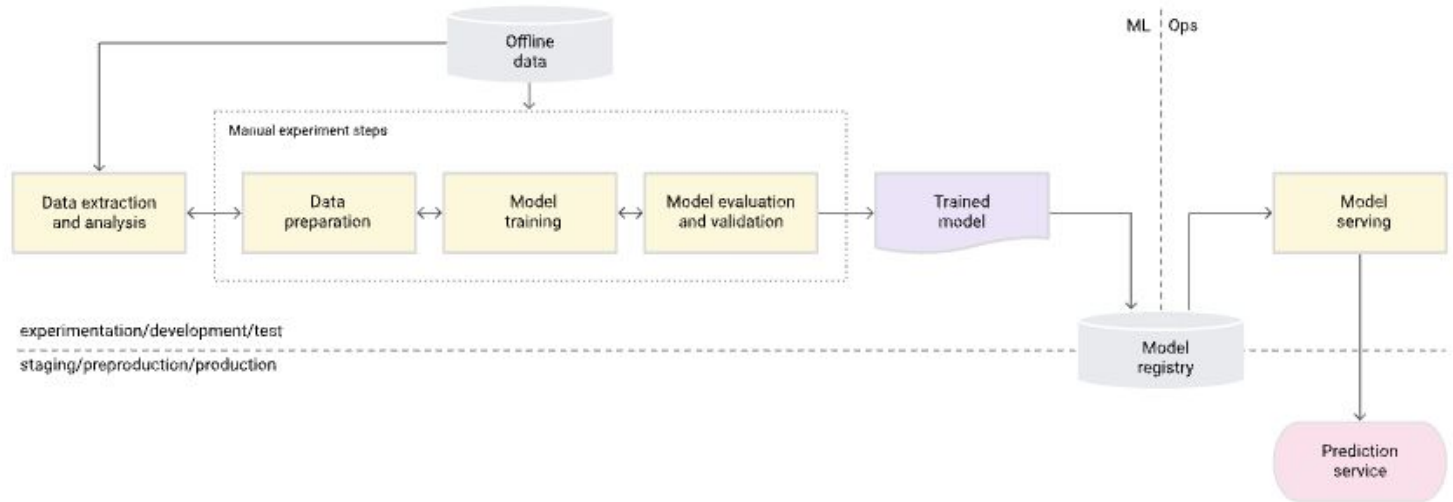 Offline
data
ML
Ops
Manual experiment steps
Data extraction
and analysis
Data
preparation
Model
training
Model evaluation
and validation
Trained
model
Model
serving
experimentation/development/test
staging/preproduction/production
Model
registry
Prediction
service